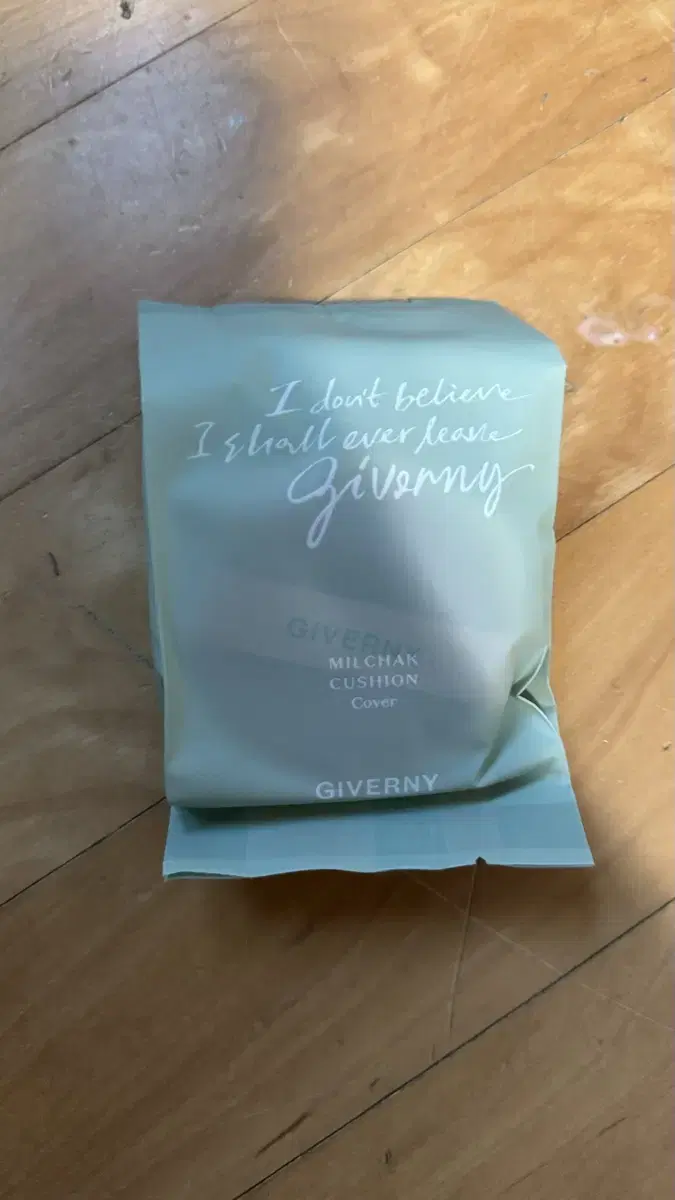 I don't believe
I shall ever leave
Giverny
GIVERNY
MILCHAK
CUSHION
Cover
GIVERNY